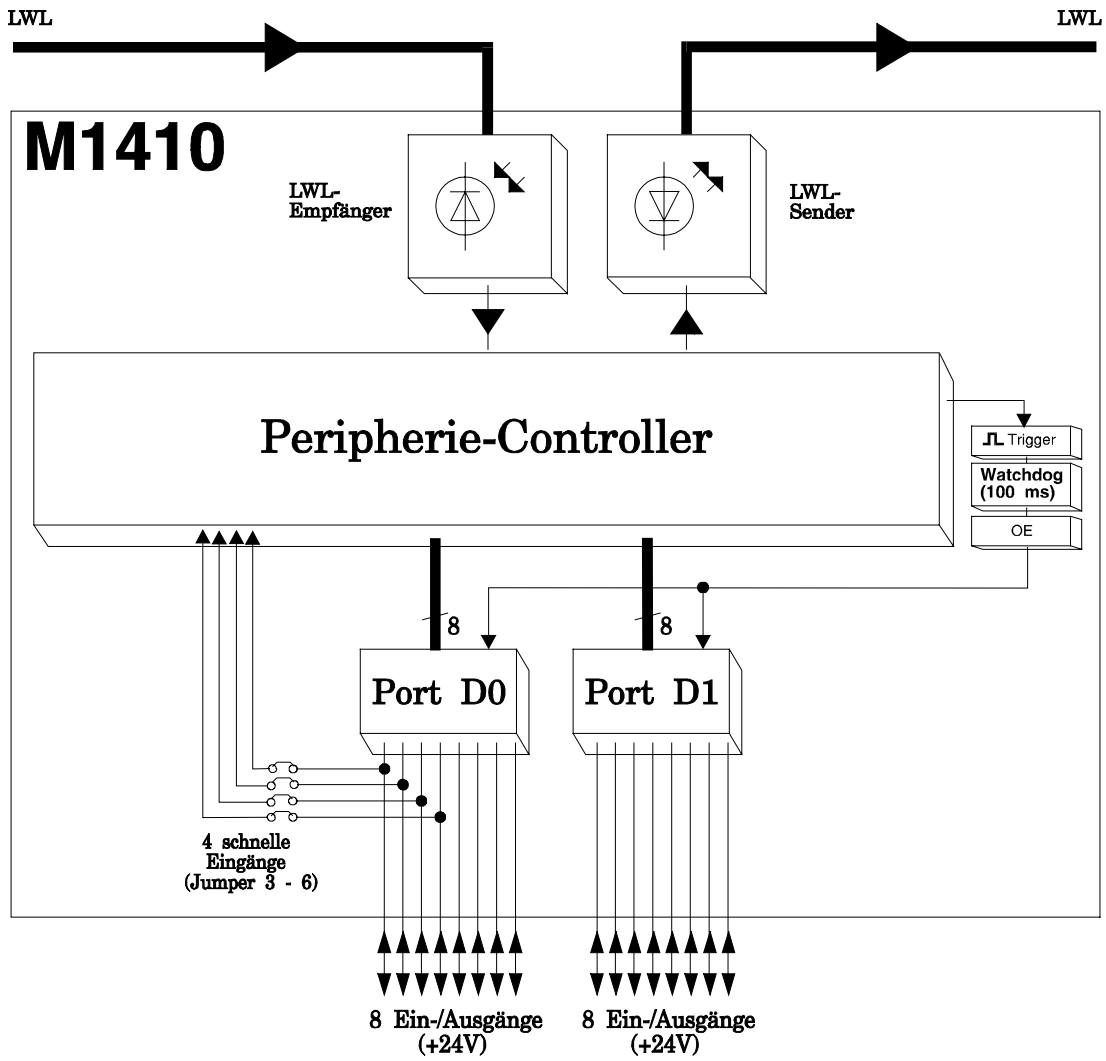 LWL
LWL
M1410
LWL-
Empfänger
LWL-
Sender
Peripherie-Controller
Trigger
Watchdog
(100 ms)
OE
8
8
Port D0
Port D1
4 schnelle
Eingänge
(Jumper 3 - 6)
8 Ein-/Ausgänge
(+24V)
8 Ein-/Ausgänge
(+24V)